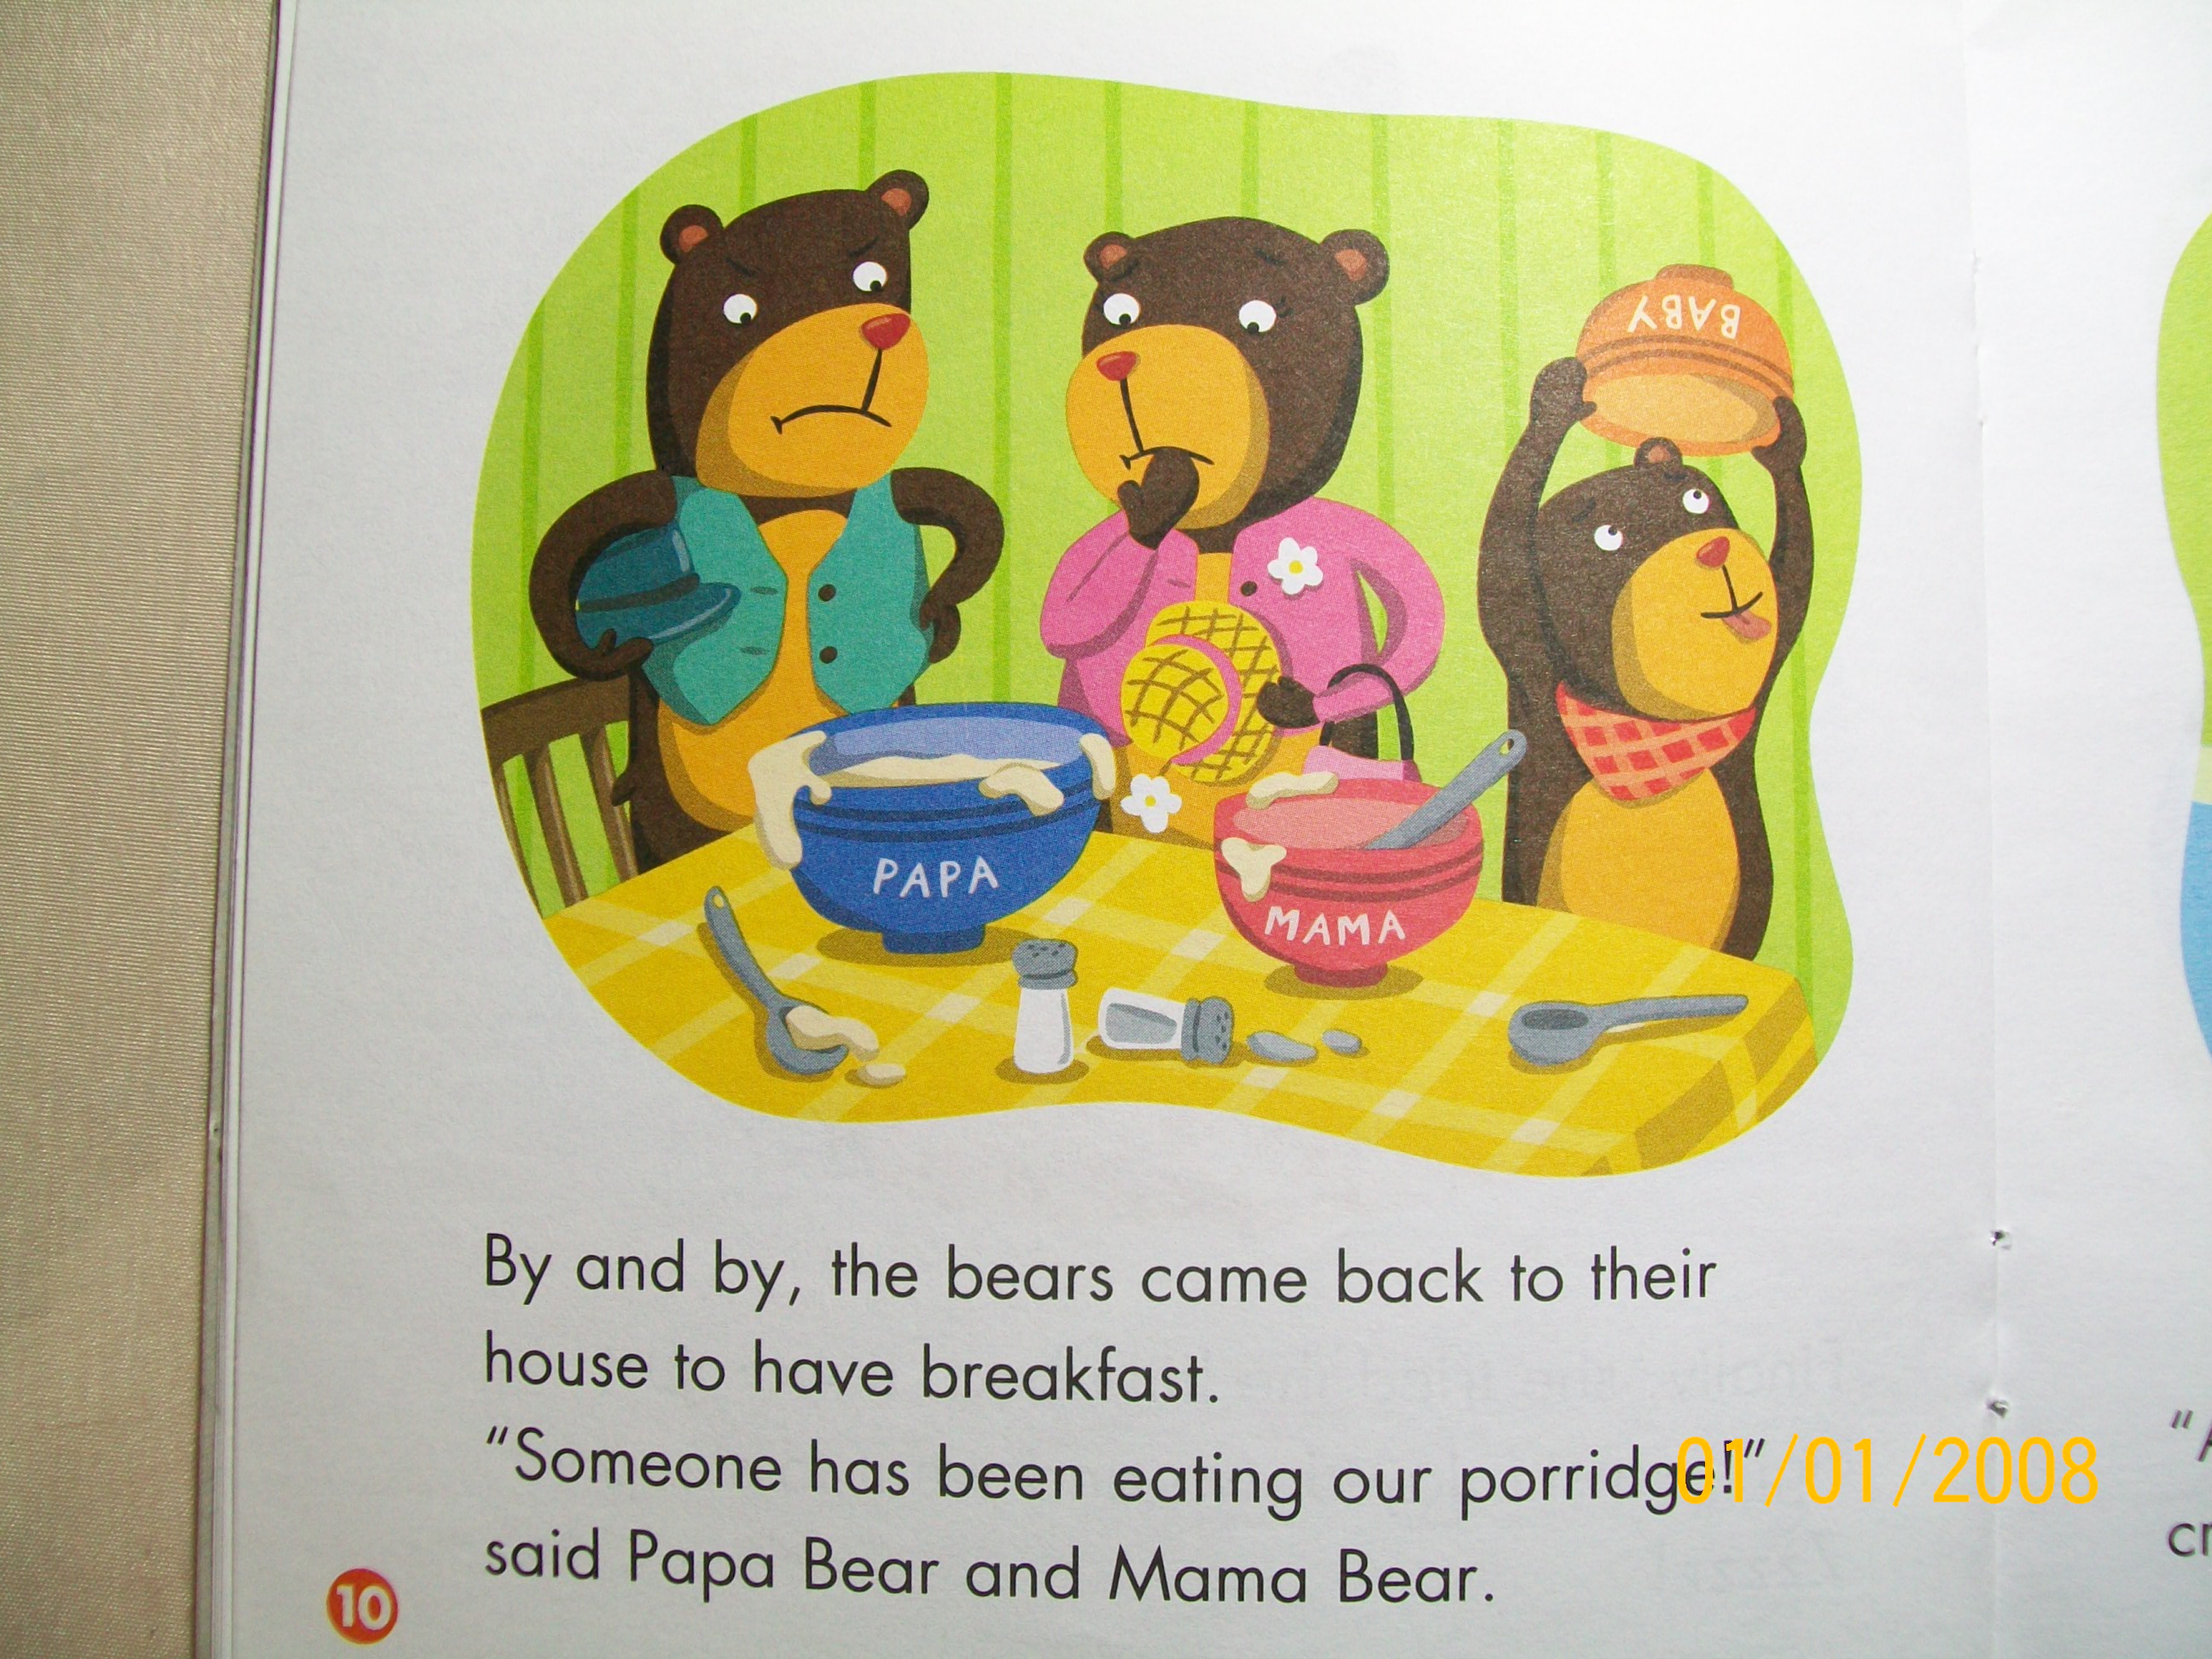 BABY
PAPA
MAMA
By and by, the bears came back to their
house to have breakfast.
“Someone has been eating our porridge!”
said Papa Bear and Mama Bear.
01/01/2008
10